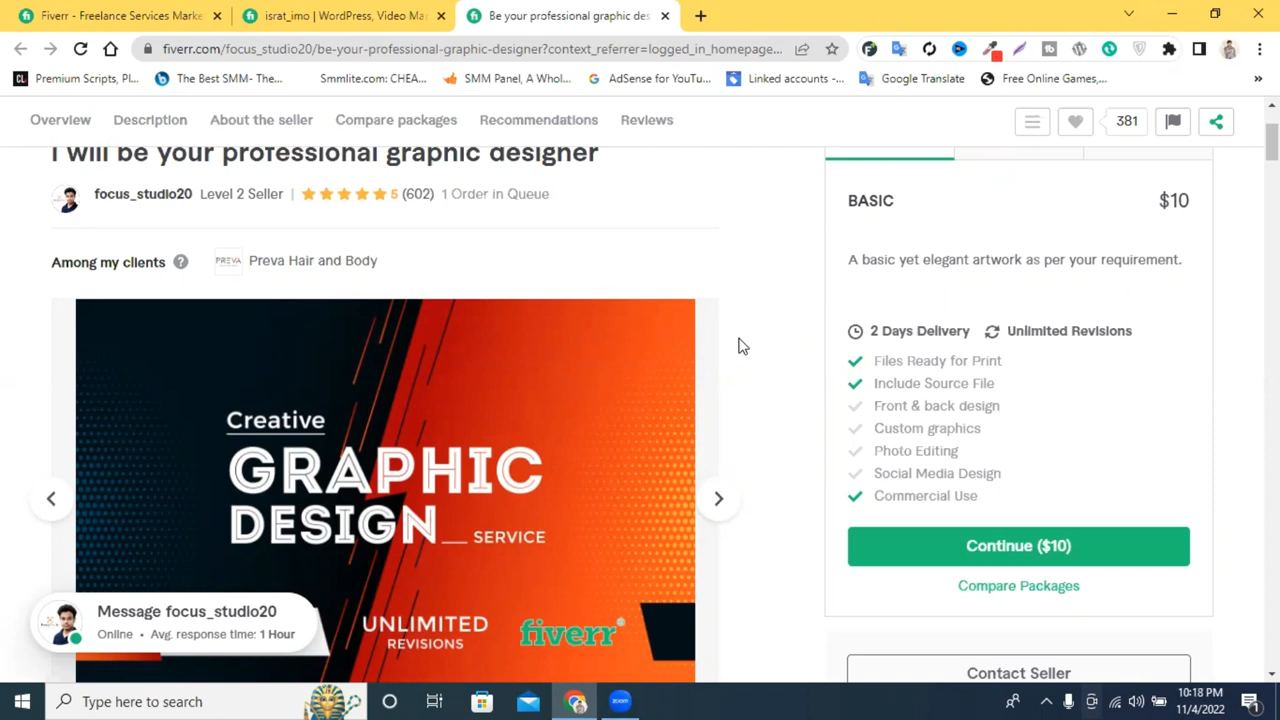 Fiverr - Freelance Services Marke
israt_imo | WordPress, Video Ma
Be your professional graphic des
fiverr.com/focus_studio20/be-your-professional-graphic-designer?context_referrer=logged_in_homepage...
Premium Scripts, Pl...
The Best SMM- The...
Smmlite.com: CHEA...
SMM Panel, A Whol...
AdSense for YouTu...
Linked accounts -...
Google Translate
Free Online Games,...
Overview
Description
About the seller
Compare packages
Recommendations
Reviews
381
I will be your professional graphic designer
focus_studio20 Level 2 Seller | 5 (602) 1 Order in Queue
Among my clients ? PREVA Preva Hair and Body
Creative
GRAPHIC
DESIGN__ SERVICE
UNLIMITED
REVISIONS
fiverr®
Message focus_studio20
Online • Avg. response time: 1 Hour
BASIC $10
A basic yet elegant artwork as per your requirement.
2 Days Delivery Unlimited Revisions
Files Ready for Print
Include Source File
Front & back design
Custom graphics
Photo Editing
Social Media Design
Commercial Use
Continue ($10)
Compare Packages
Contact Seller
Type here to search
zoom
10:18 PM
11/4/2022
1